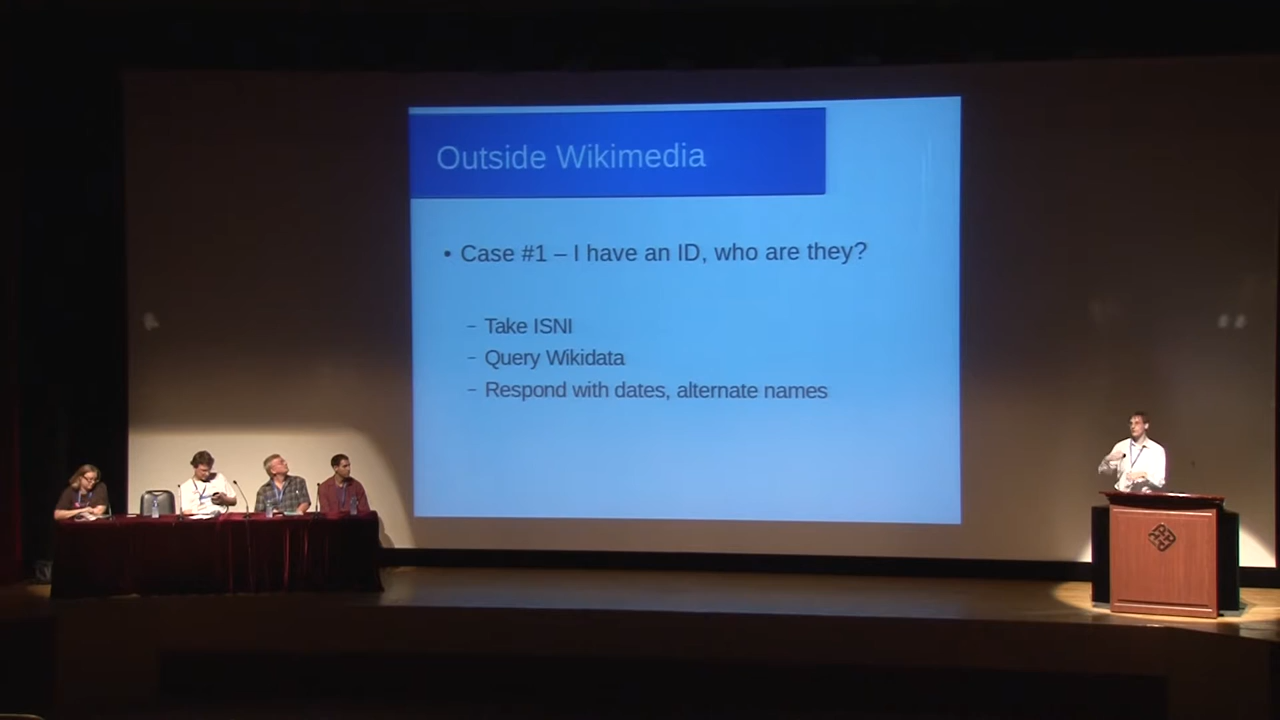 Outside Wikimedia
• Case #1 – I have an ID, who are they?
– Take ISNI
– Query Wikidata
– Respond with dates, alternate names